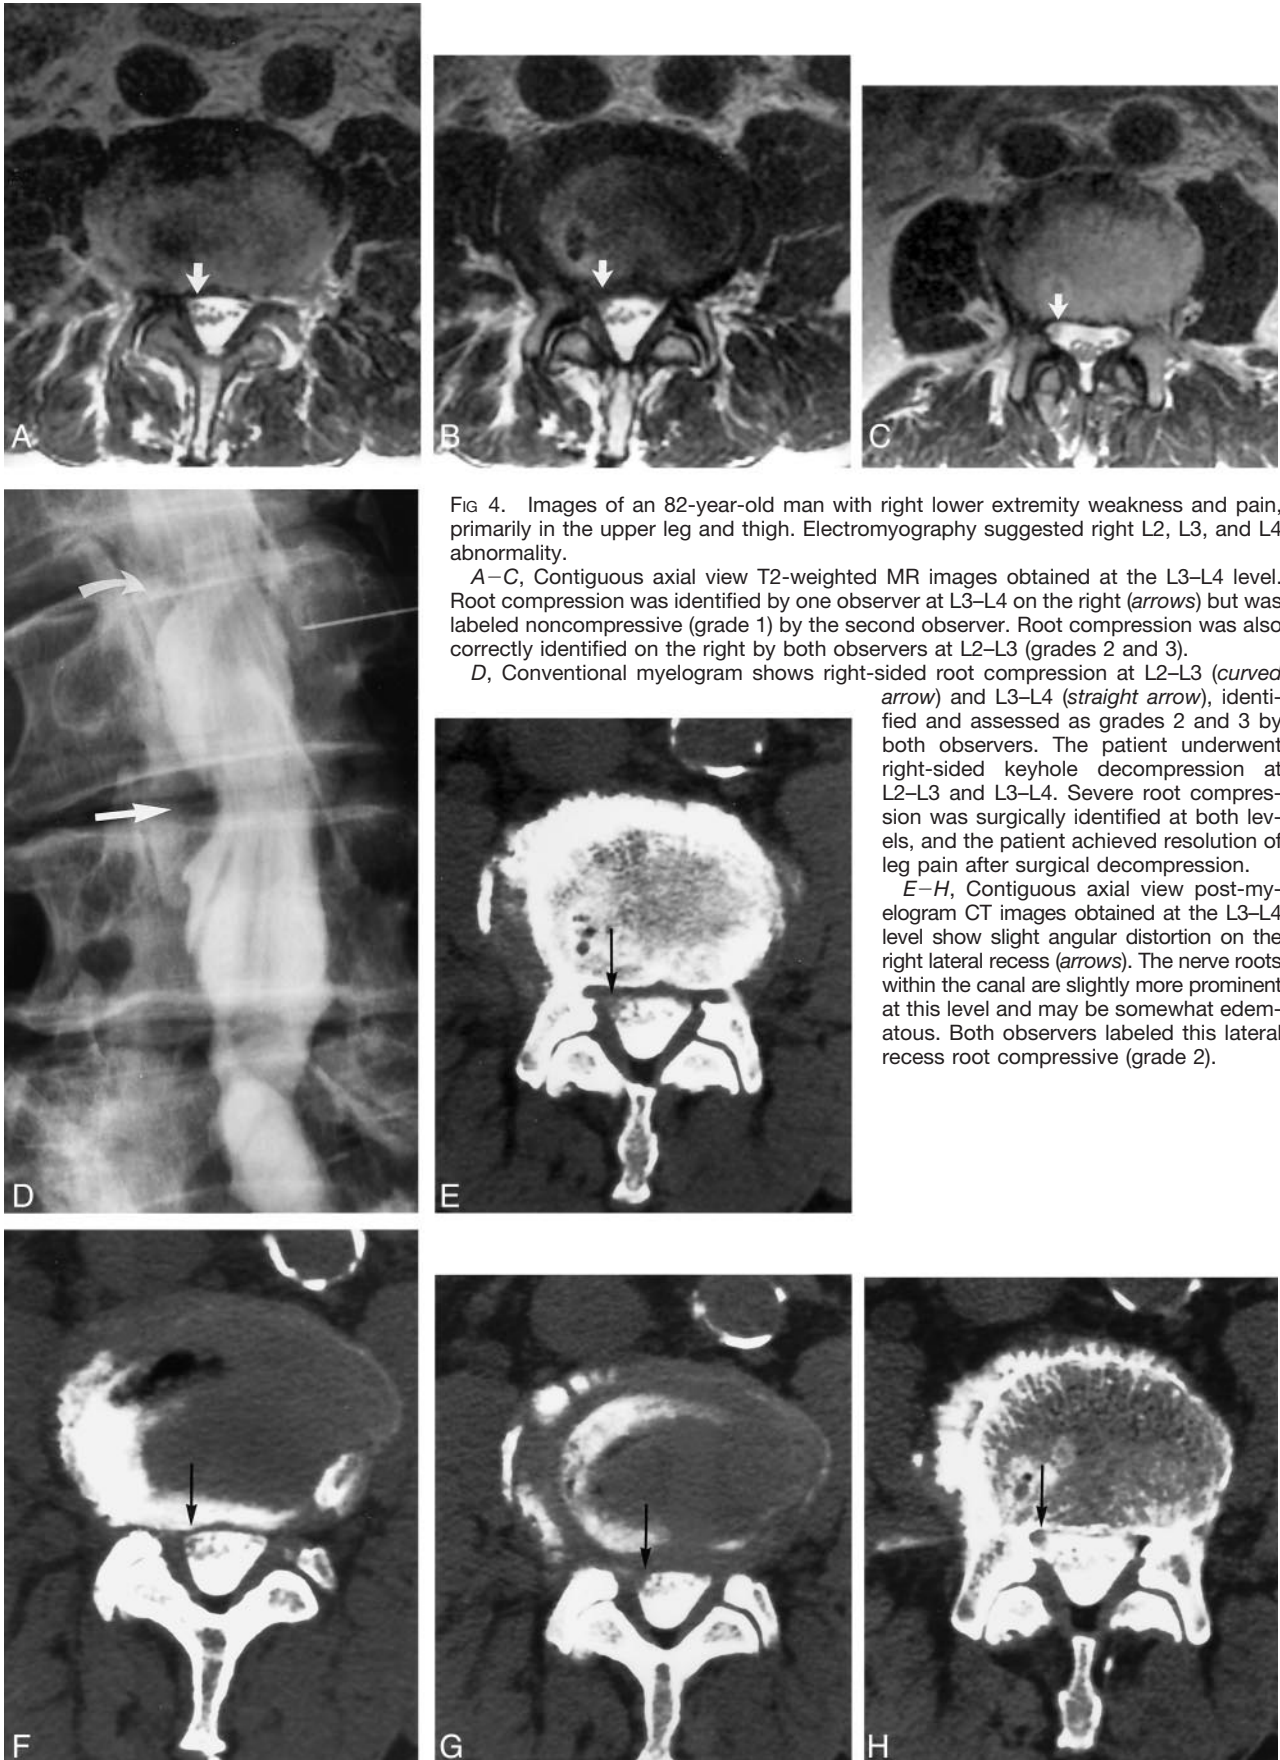 A
B
C
FIG 4. Images of an 82-year-old man with right lower extremity weakness and pain,
primarily in the upper leg and thigh. Electromyography suggested right L2, L3, and L4
abnormality.
A–C, Contiguous axial view T2-weighted MR images obtained at the L3–L4 level.
Root compression was identified by one observer at L3–L4 on the right (arrows) but was
labeled noncompressive (grade 1) by the second observer. Root compression was also
correctly identified on the right by both observers at L2–L3 (grades 2 and 3).
D, Conventional myelogram shows right-sided root compression at L2–L3 (curved
arrow) and L3–L4 (straight arrow), identi-
fied and assessed as grades 2 and 3 by
both observers. The patient underwent
right-sided keyhole decompression at
L2–L3 and L3–L4. Severe root compres-
sion was surgically identified at both lev-
els, and the patient achieved resolution of
leg pain after surgical decompression.
E–H, Contiguous axial view post-my-
elogram CT images obtained at the L3–L4
level show slight angular distortion on the
right lateral recess (arrows). The nerve roots
within the canal are slightly more prominent
at this level and may be somewhat edem-
atous. Both observers labeled this lateral
recess root compressive (grade 2).
D
E
F
G
H